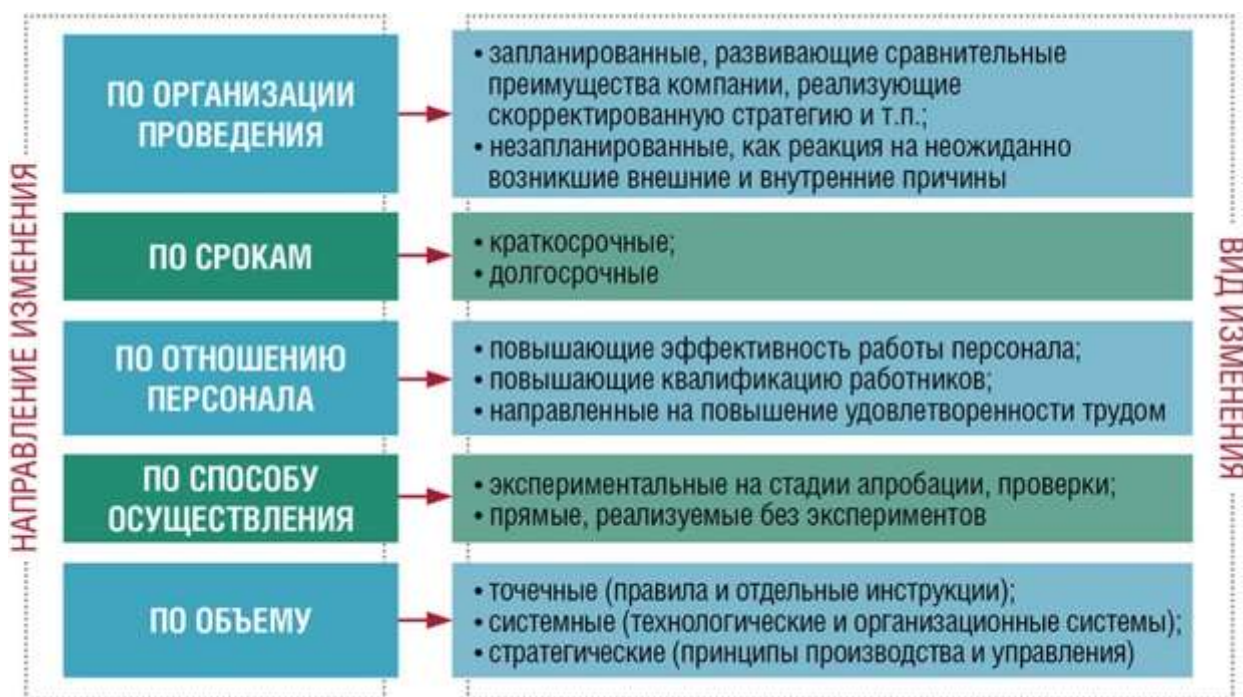 НАПРАВЛЕНИЕ ИЗМЕНЕНИЯ
ПО ОРГАНИЗАЦИИ
ПРОВЕДЕНИЯ
• запланированные, развивающие сравнительные
преимущества компании, реализующие
скорректированную стратегию и т.п.;
• незапланированные, как реакция на неожиданно
возникшие внешние и внутренние причины
ПО СРОКАМ
• краткосрочные;
• долгосрочные
ПО ОТНОШЕНИЮ
ПЕРСОНАЛА
• повышающие эффективность работы персонала;
• повышающие квалификацию работников;
• направленные на повышение удовлетворенности трудом
ПО СПОСОБУ
ОСУЩЕСТВЛЕНИЯ
• экспериментальные на стадии апробации, проверки;
• прямые, реализуемые без экспериментов
ПО ОБЪЕМУ
• точечные (правила и отдельные инструкции);
• системные (технологические и организационные системы);
• стратегические (принципы производства и управления)
ВИД ИЗМЕНЕНИЯ